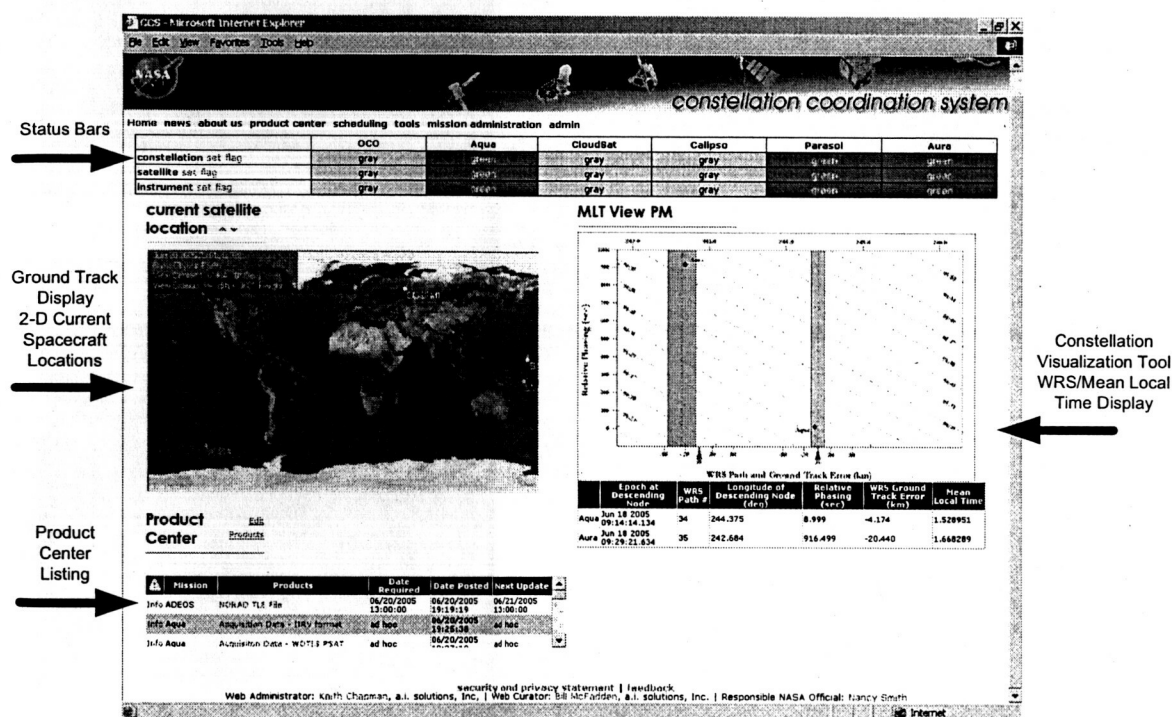 CCS - Microsoft Internet Explorer
File Edit View Favorites Tools Help
NASA
constellation coordination system
Home news about us product center scheduling tools mission administration admin
Status Bars
OCO Aqua CloudSat Calipso Parasol Aura
constellation set flag gray green gray gray green green
satellite set flag gray green gray gray green green
instrument set flag gray green gray gray green green
current satellite
location
MLT View PM
Ground Track
Display
2-D Current
Spacecraft
Locations
Relative Phasing (sec)
1000
900
800
700
600
500
400
300
200
100
0
Aqua
WRS Path and Ground Track Error (km)
Constellation
Visualization Tool
WRS/Mean Local
Time Display
Epoch at Descending Node WRS Path # Longitude of Descending Node (deg) Relative Phasing (sec) WRS Ground Track Error (km) Mean Local Time
Aqua Jun 18 2005 09:14:14.134 34 244.375 8.999 -4.174 1.528951
Aura Jun 18 2005 09:29:21.634 35 242.684 916.499 -20.440 1.668289
Product
Center
Edit
Products
Product
Center
Listing
Mission Products Date Required Date Posted Next Update
Info ADEOS NORAD TLE File 06/20/2005 13:00:00 06/20/2005 19:19:19 06/21/2005 13:00:00
Info Aqua Acquisition Data - IIRV format ad hoc 06/20/2005 19:25:38 ad hoc
Info Aqua Acquisition Data - WOTIS PSAT ad hoc 06/20/2005 ad hoc
security and privacy statement | feedback
Web Administrator: Keith Chapman, a.i. solutions, Inc, | Web Curator: Bill McFadden, a.i. solutions, Inc. | Responsible NASA Official: Nancy Smith
Internet